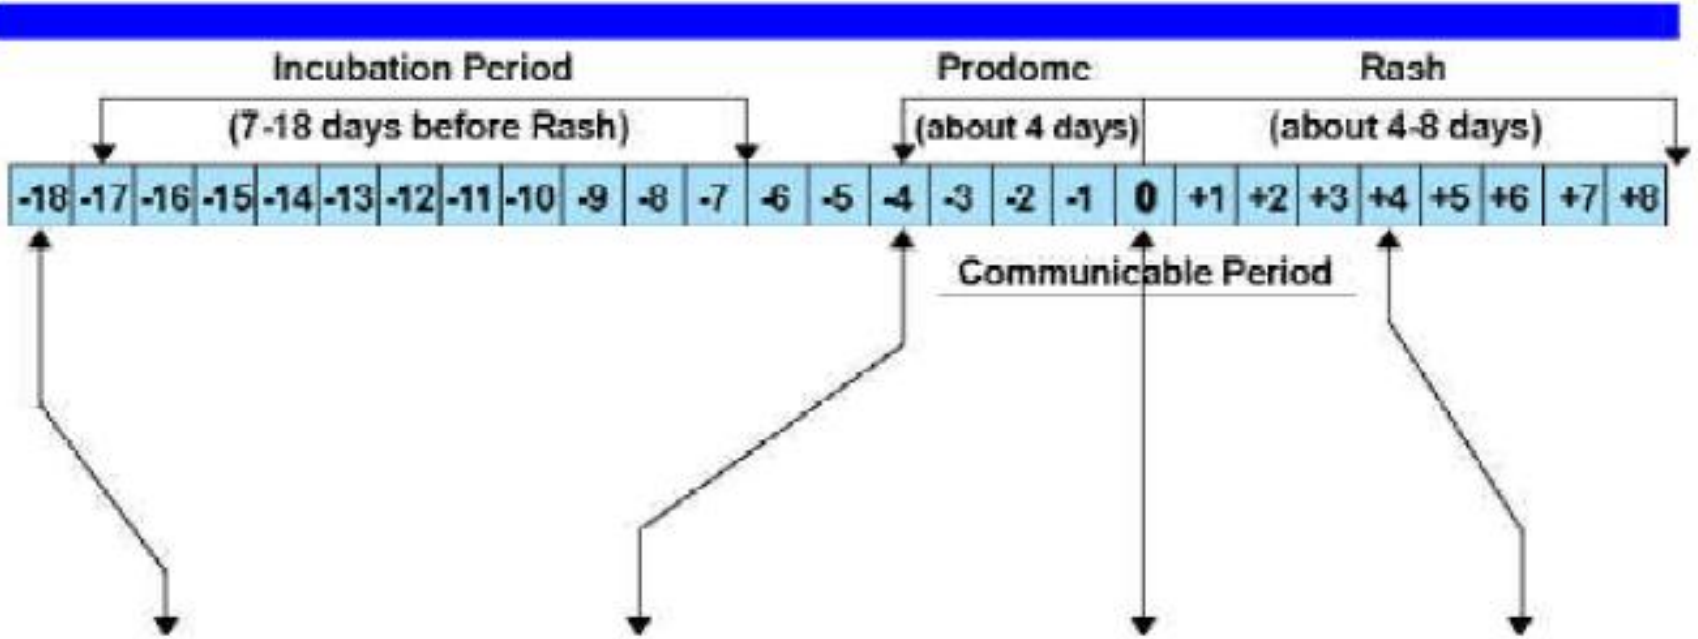 Incubation Period Prodome Rash
(7-18 days before Rash) (about 4 days) (about 4-8 days)
-18 -17 -16 -15 -14 -13 -12 -11 -10 -9 -8 -7 -6 -5 -4 -3 -2 -1 0 +1 +2 +3 +4 +5 +6 +7 +8
Communicable Period